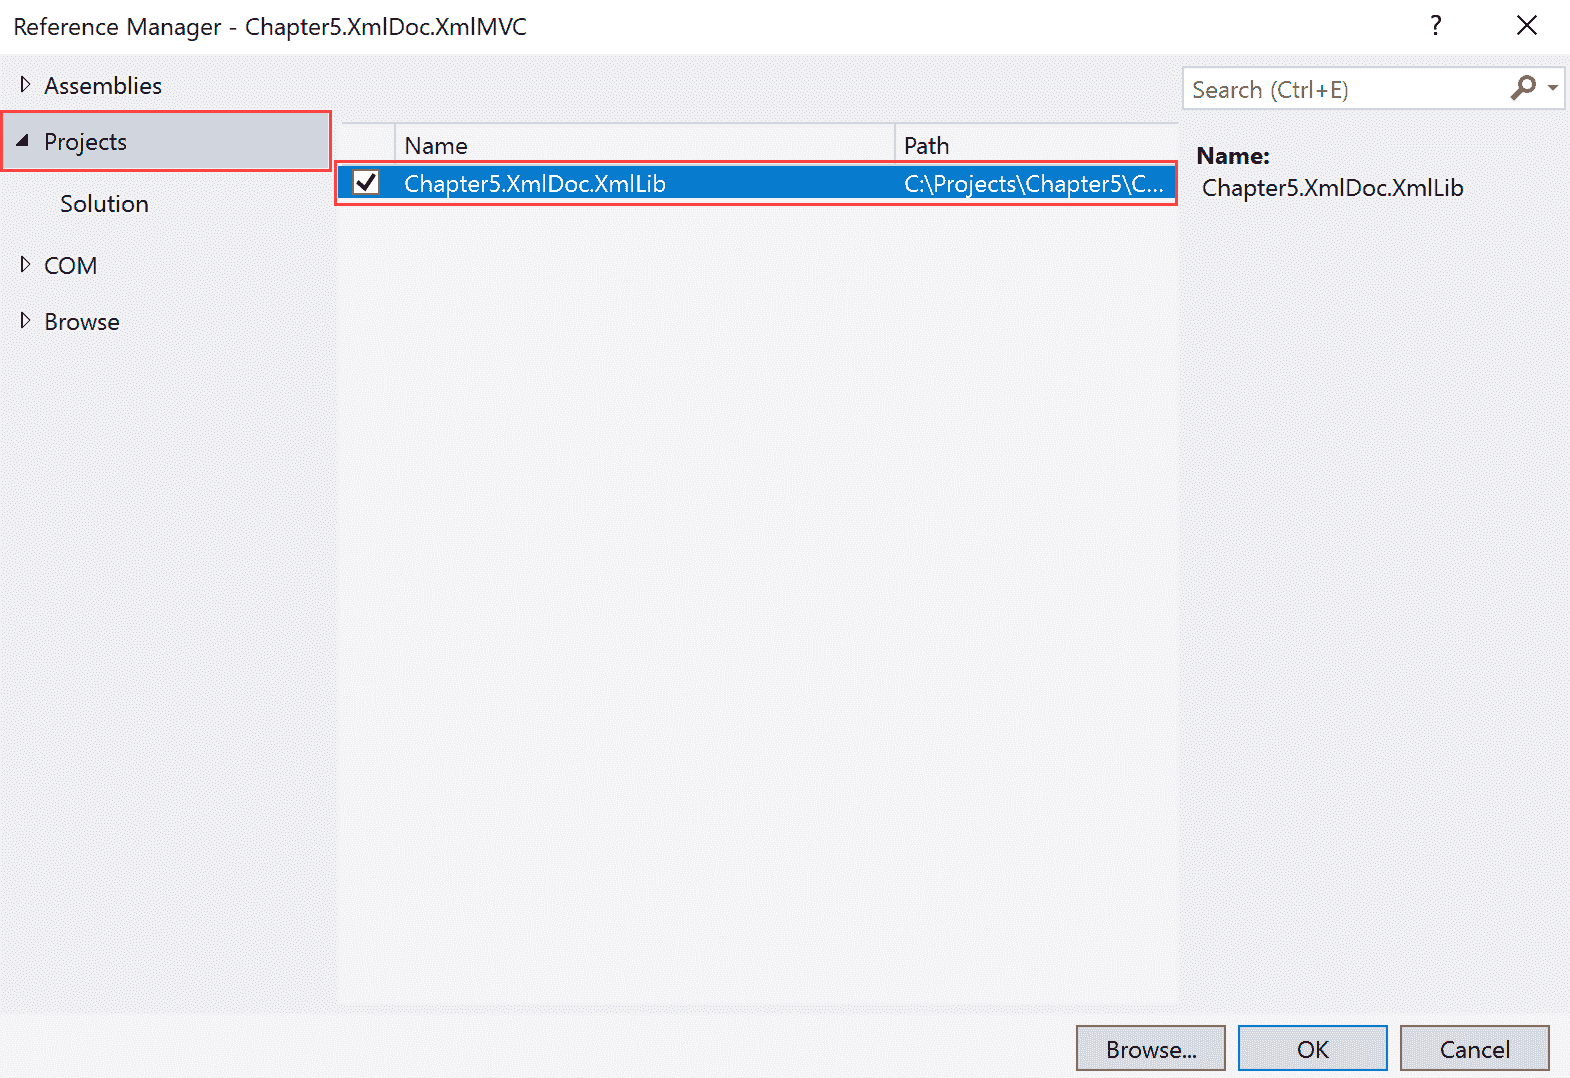 Reference Manager - Chapter5.XmlDoc.XmlMVC
?
Assemblies
Projects
Solution
COM
Browse
Name Path
Chapter5.XmlDoc.XmlLib C:\Projects\Chapter5\C...
Search (Ctrl+E)
Name:
Chapter5.XmlDoc.XmlLib
Browse... OK Cancel